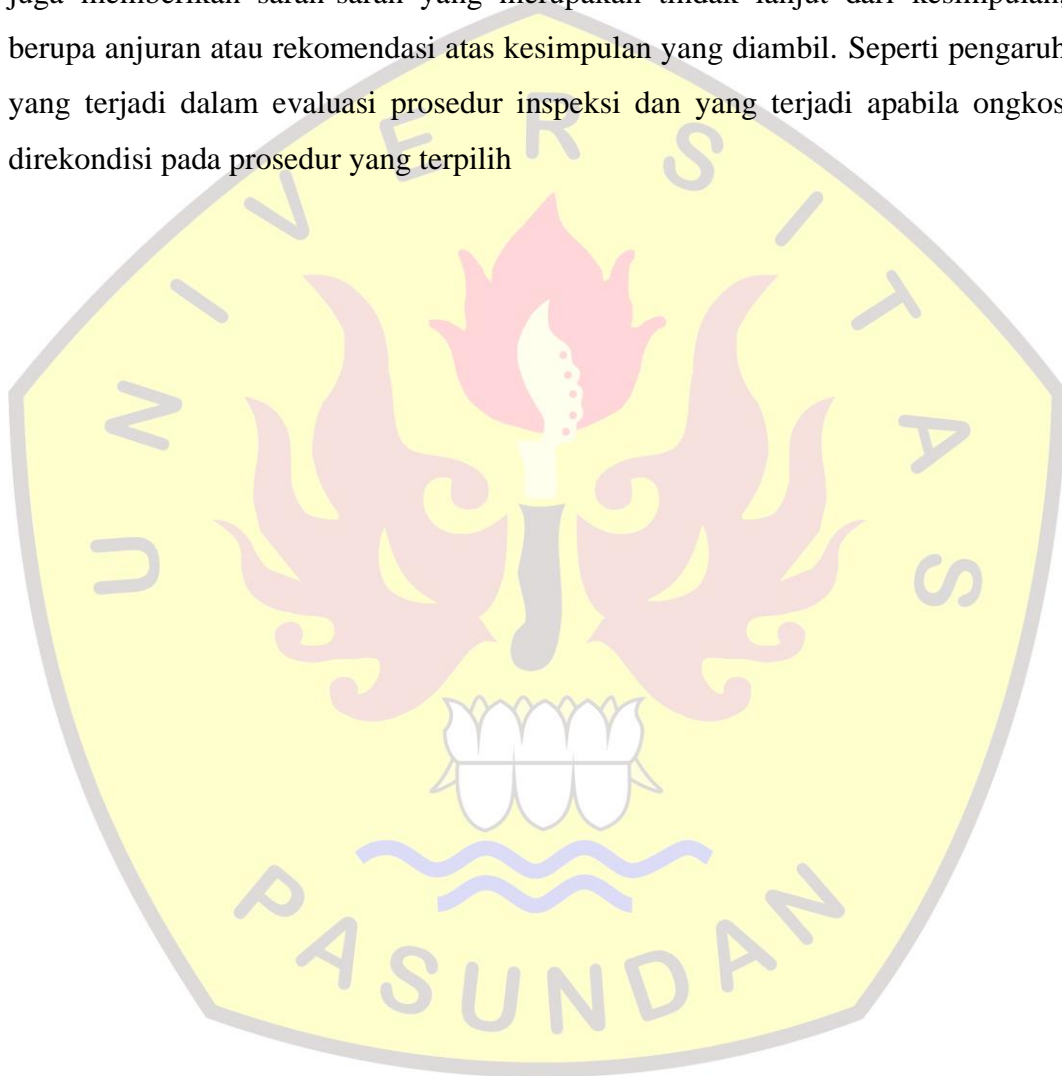 juga memberikan saran-saran yang merupakan tindak lanjut dari kesimpulan,
berupa anjuran atau rekomendasi atas kesimpulan yang diambil. Seperti pengaruh
yang terjadi dalam evaluasi prosedur inspeksi dan yang terjadi apabila ongkos
direkondisi pada prosedur yang terpilih
UNIVERSITAS
PASUNDAN